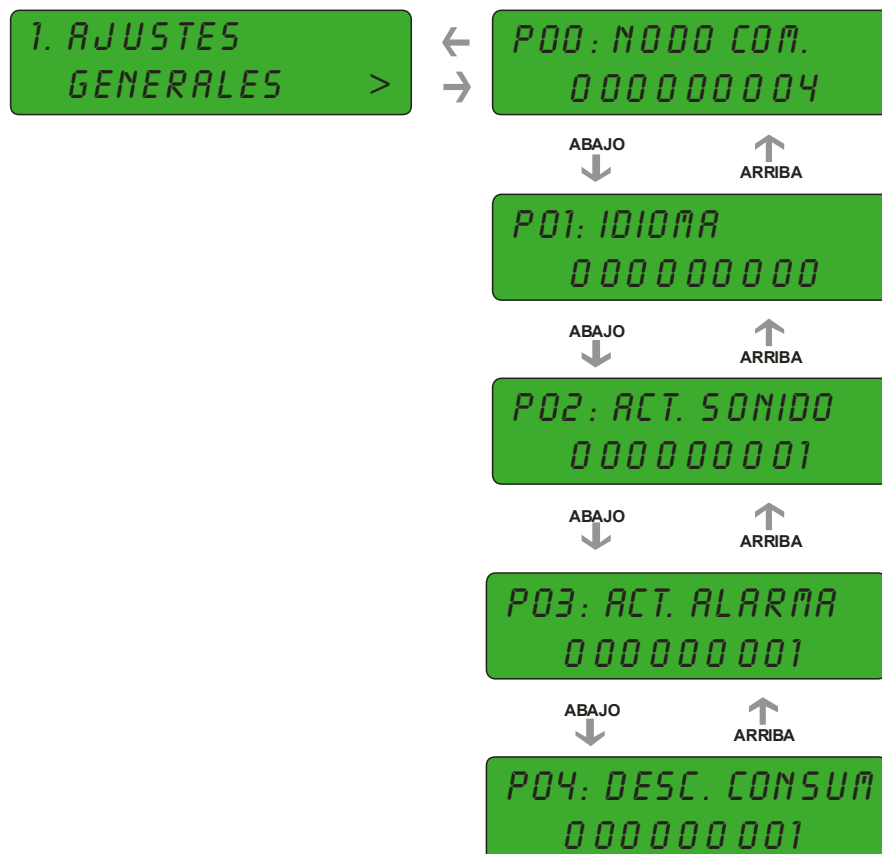 1. AJUSTES
GENERALES >
P00: NODO COM.
000000004
ABAJO
ARRIBA
P01: IDIOMA
000000000
ABAJO
ARRIBA
P02: ACT. SONIDO
000000001
ABAJO
ARRIBA
P03: ACT. ALARMA
000000001
ABAJO
ARRIBA
P04: DESC. CONSUM
000000001